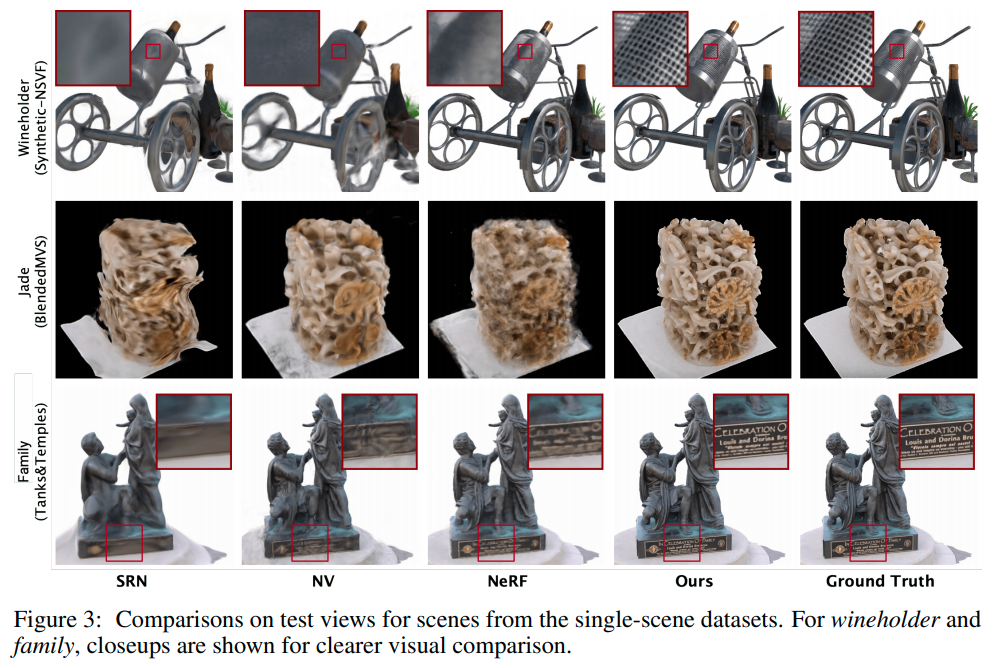 Wineholder
(Synthetic-NSVF)
Jade
(BlendedMVS)
Family
(Tanks&Temples)
CELEBRATION O
Louis and Dorina Bru
CELEBRATION O
Louis and Dorina Bru
SRN NV NeRF Ours Ground Truth
Figure 3: Comparisons on test views for scenes from the single-scene datasets. For wineholder and
family, closeups are shown for clearer visual comparison.